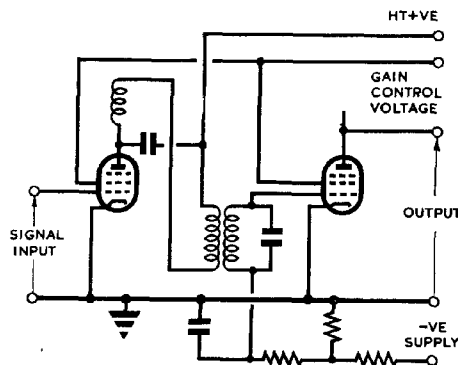 HT+VE
GAIN
CONTROL
VOLTAGE
SIGNAL
INPUT
OUTPUT
-VE
SUPPLY